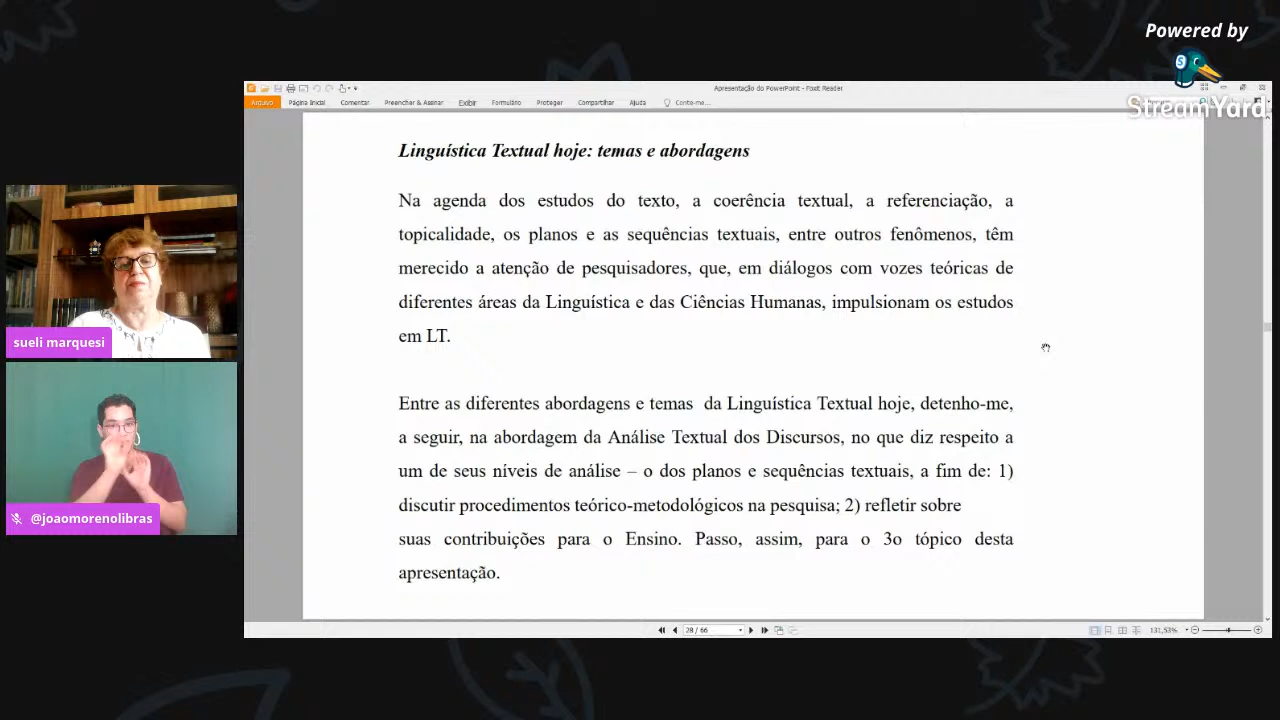 Powered by
StreamYard
Apresentação do PowerPoint - Foxit Reader
Arquivo Página Inicial Comentar Preencher & Assinar Exibir Formulário Proteger Compartilhar Ajuda Conte-me...
Linguística Textual hoje: temas e abordagens
Na agenda dos estudos do texto, a coerência textual, a referenciação, a
topicalidade, os planos e as sequências textuais, entre outros fenômenos, têm
merecido a atenção de pesquisadores, que, em diálogos com vozes teóricas de
diferentes áreas da Linguística e das Ciências Humanas, impulsionam os estudos
em LT.
Entre as diferentes abordagens e temas da Linguística Textual hoje, detenho-me,
a seguir, na abordagem da Análise Textual dos Discursos, no que diz respeito a
um de seus níveis de análise – o dos planos e sequências textuais, a fim de: 1)
discutir procedimentos teórico-metodológicos na pesquisa; 2) refletir sobre
suas contribuições para o Ensino. Passo, assim, para o 3o tópico desta
apresentação.
sueli marquesi
@joaomorenolibras
28 / 66
131,53%